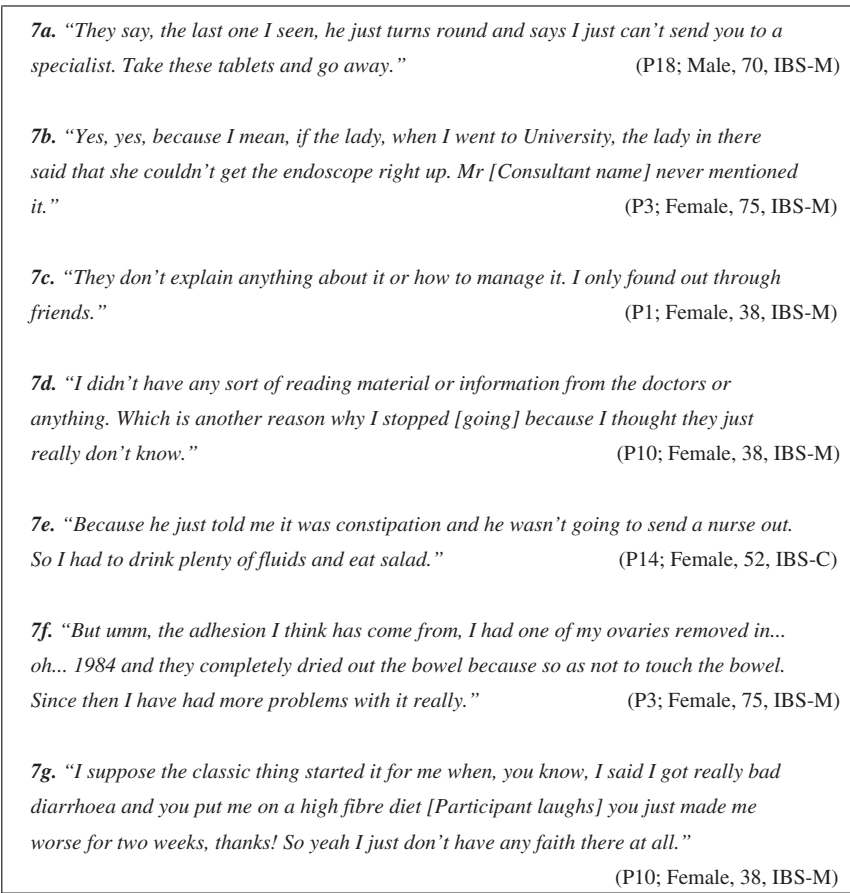 7a. “They say, the last one I seen, he just turns round and says I just can’t send you to a
specialist. Take these tablets and go away.” (P18; Male, 70, IBS-M)
7b. “Yes, yes, because I mean, if the lady, when I went to University, the lady in there
said that she couldn’t get the endoscope right up. Mr [Consultant name] never mentioned
it.” (P3; Female, 75, IBS-M)
7c. “They don’t explain anything about it or how to manage it. I only found out through
friends.” (P1; Female, 38, IBS-M)
7d. “I didn’t have any sort of reading material or information from the doctors or
anything. Which is another reason why I stopped [going] because I thought they just
really don’t know.” (P10; Female, 38, IBS-M)
7e. “Because he just told me it was constipation and he wasn’t going to send a nurse out.
So I had to drink plenty of fluids and eat salad.” (P14; Female, 52, IBS-C)
7f. “But umm, the adhesion I think has come from, I had one of my ovaries removed in...
oh... 1984 and they completely dried out the bowel because so as not to touch the bowel.
Since then I have had more problems with it really.” (P3; Female, 75, IBS-M)
7g. “I suppose the classic thing started it for me when, you know, I said I got really bad
diarrhoea and you put me on a high fibre diet [Participant laughs] you just made me
worse for two weeks, thanks! So yeah I just don’t have any faith there at all.”
(P10; Female, 38, IBS-M)